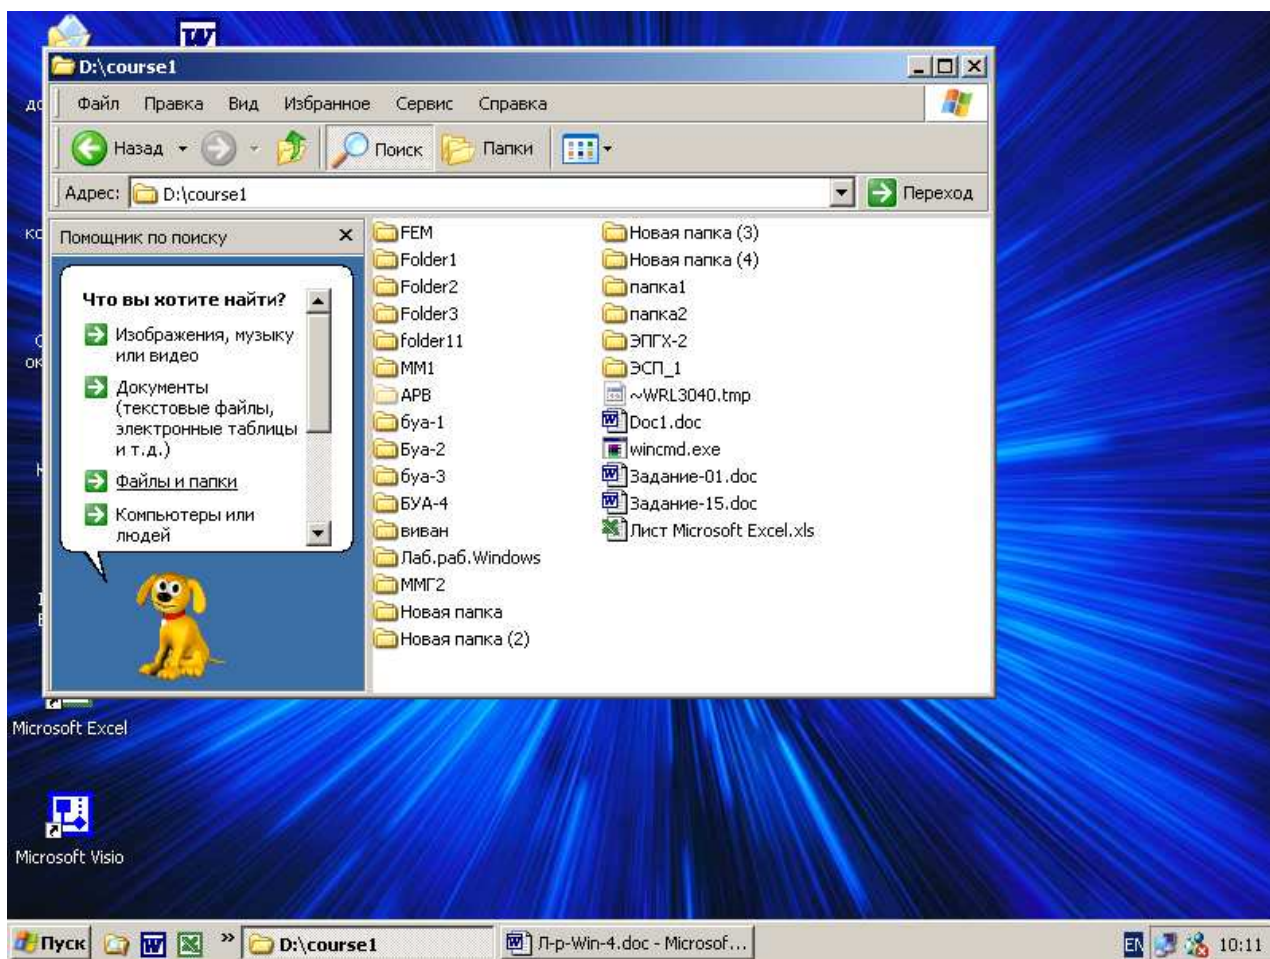 D:\course1
Файл Правка Вид Избранное Сервис Справка
Назад Поиск Папки
Адрес: D:\course1 Переход
Помощник по поиску
Что вы хотите найти?
Изображения, музыку
или видео
Документы
(текстовые файлы,
электронные таблицы
и т.д.)
Файлы и папки
Компьютеры или
людей
FEM
Folder1
Folder2
Folder3
folder11
MM1
АРВ
буа-1
Буа-2
буа-3
БУА-4
виван
Лаб.раб.Windows
ММГ2
Новая папка
Новая папка (2)
Новая папка (3)
Новая папка (4)
папка1
папка2
ЭПГХ-2
ЭСП_1
~WRL3040.tmp
Doc1.doc
wincmd.exe
Задание-01.doc
Задание-15.doc
Лист Microsoft Excel.xls
Microsoft Excel
Microsoft Visio
Пуск » D:\course1 Л-р-Win-4.doc - Microsof... EN 10:11